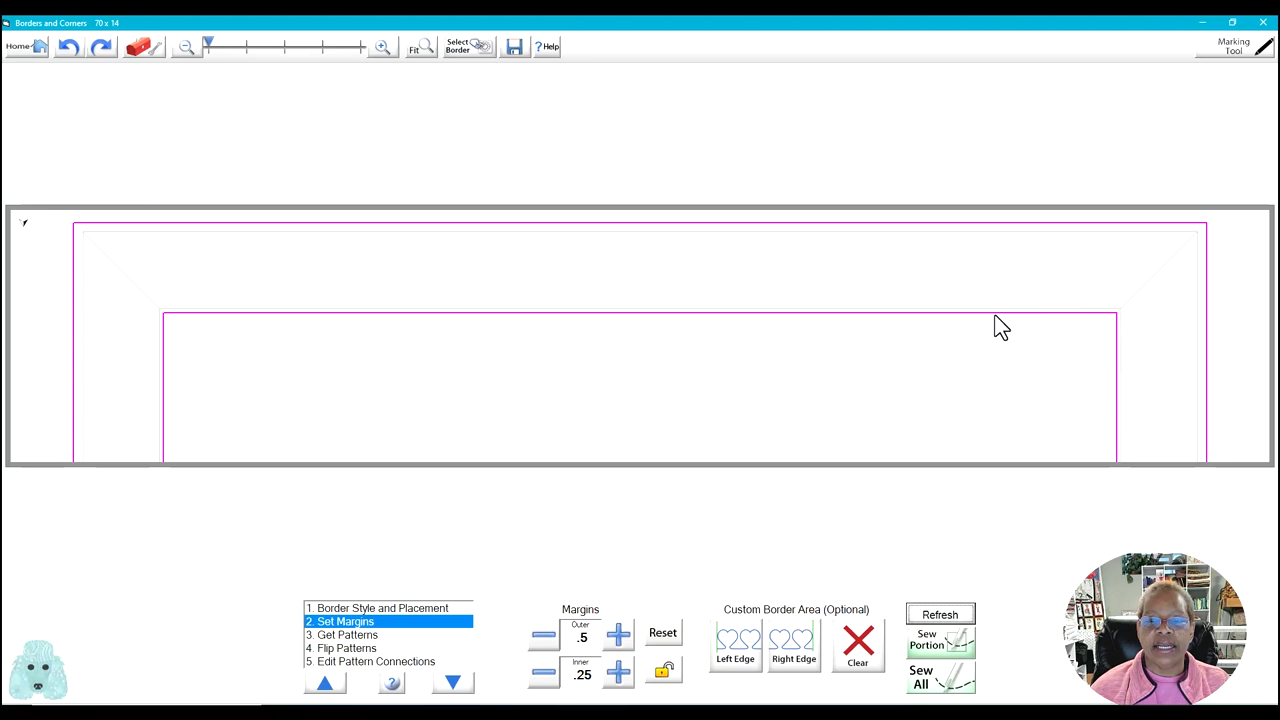 Borders and Corners 70 x 14
Home
Fit
Select
Border
?Help
Marking
Tool
1. Border Style and Placement
2. Set Margins
3. Get Patterns
4. Flip Patterns
5. Edit Pattern Connections
Margins
Outer
.5
Inner
.25
Reset
Custom Border Area (Optional)
Left Edge
Right Edge
Clear
Refresh
Sew
Portion
Sew
All